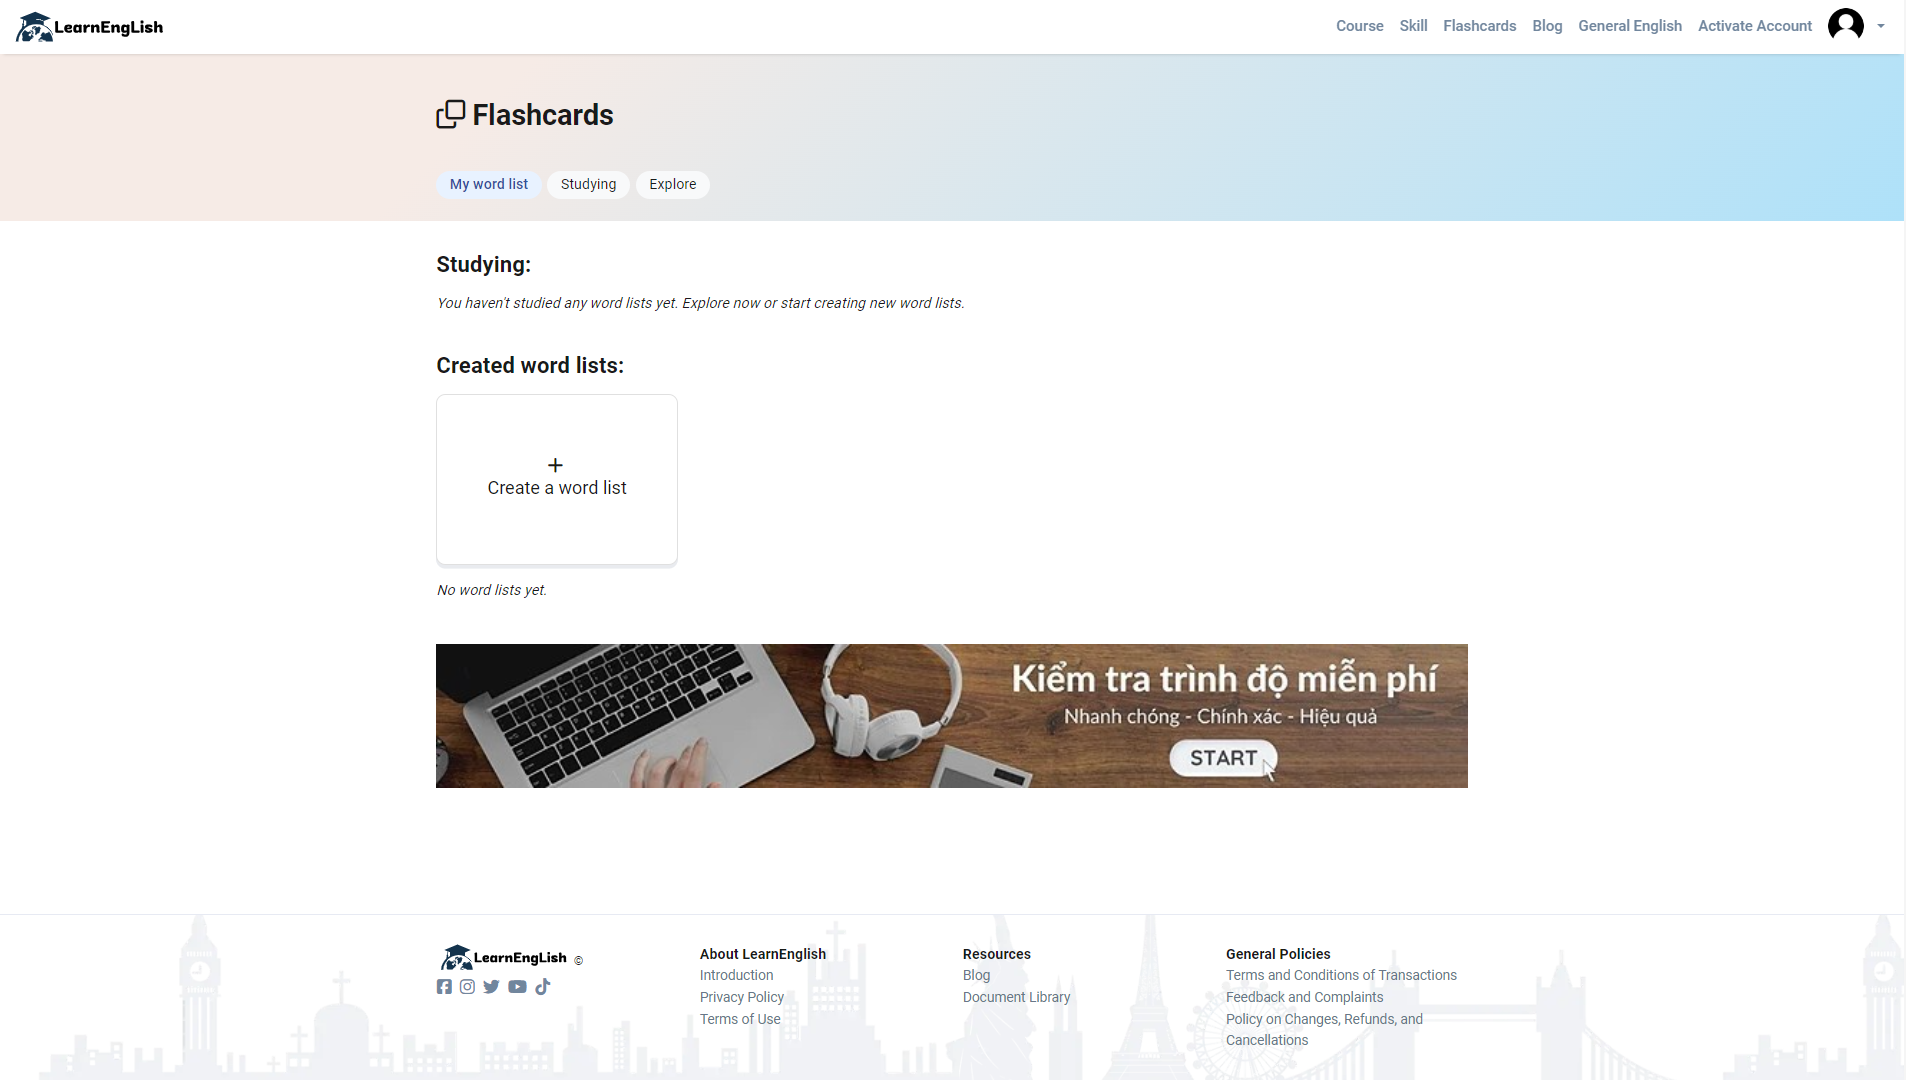 LearnEngLish
Course Skill Flashcards Blog General English Activate Account
Flashcards
My word list Studying Explore
Studying:
You haven't studied any word lists yet. Explore now or start creating new word lists.
Created word lists:
+
Create a word list
No word lists yet.
Kiểm tra trình độ miễn phí
Nhanh chóng - Chính xác - Hiệu quả
START
LearnEngLish ©
About LearnEnglish
Introduction
Privacy Policy
Terms of Use
Resources
Blog
Document Library
General Policies
Terms and Conditions of Transactions
Feedback and Complaints
Policy on Changes, Refunds, and
Cancellations